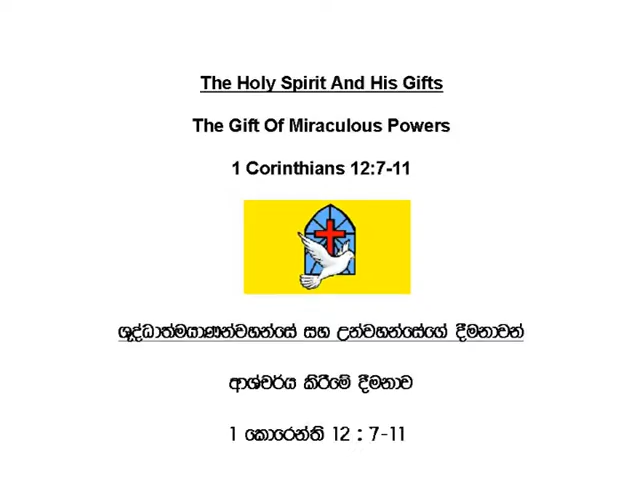 The Holy Spirit And His Gifts
The Gift Of Miraculous Powers
1 Corinthians 12:7-11
ශුද්ධාත්මයාණන්වහන්සේ සහ උන්වහන්සේගේ දීමනාවන්
ආශ්චර්ය කිරීමේ දීමනාව
1 කොරෙන්ති 12 : 7-11